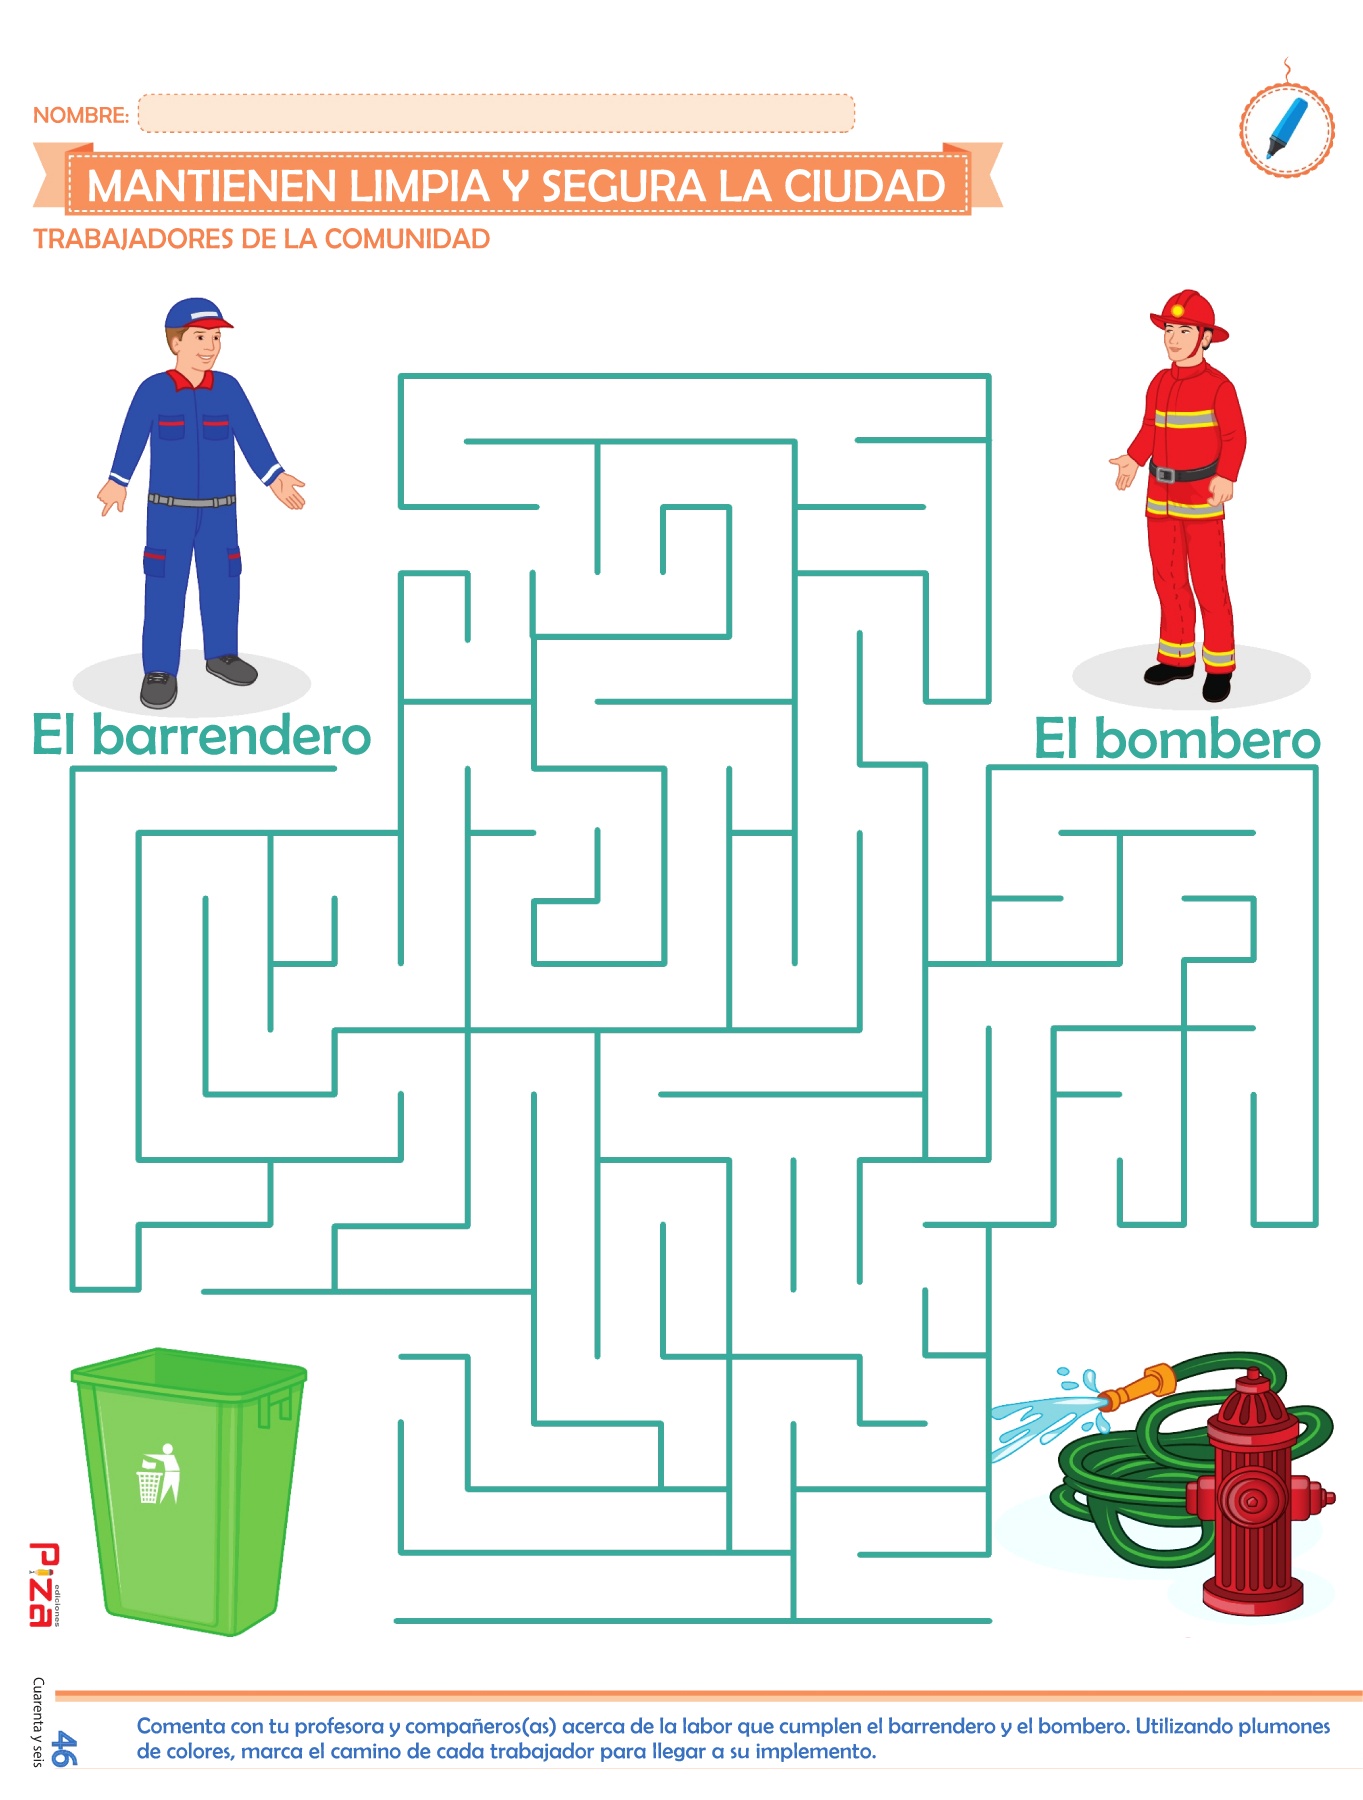 NOMBRE:
MANTIENEN LIMPIA Y SEGURA LA CIUDAD
TRABAJADORES DE LA COMUNIDAD
El barrendero
El bombero
Piza
ediciones
Cuarenta y seis
46
Comenta con tu profesora y compañeros(as) acerca de la labor que cumplen el barrendero y el bombero. Utilizando plumones
de colores, marca el camino de cada trabajador para llegar a su implemento.